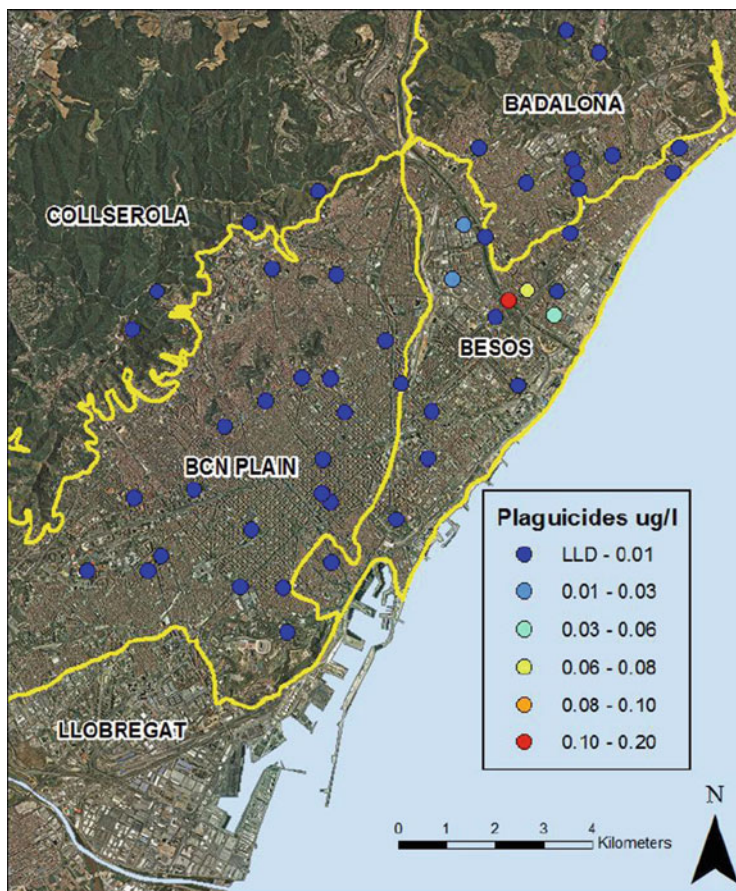 BADALONA
COLLSEROLA
BESOS
BCN PLAIN
LLOBREGAT
Plaguicides ug/l
LLD - 0.01
0.01 - 0.03
0.03 - 0.06
0.06 - 0.08
0.08 - 0.10
0.10 - 0.20
N
0 1 2 3 4
Kilometers